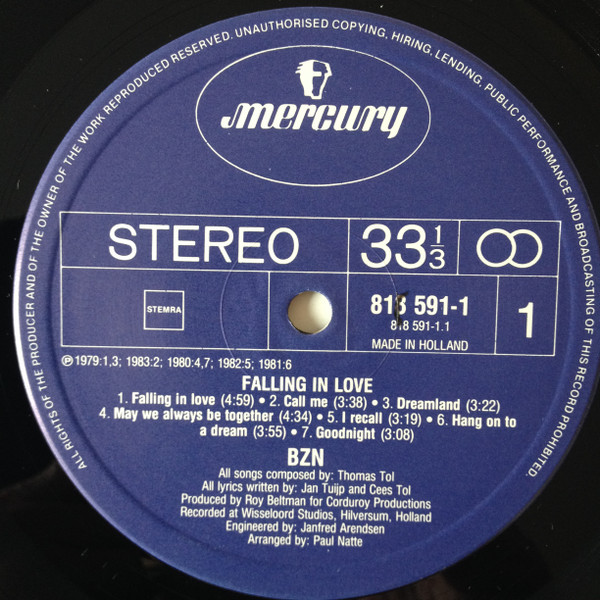 ALL RIGHTS OF THE PRODUCER AND OF THE OWNER OF THE WORK REPRODUCED RESERVED. UNAUTHORISED COPYING, HIRING, LENDING, PUBLIC PERFORMANCE AND BROADCASTING OF THIS RECORD PROHIBITED.
mercury
STEREO
33 1/3
STEMRA
818 591-1
818 591-1.1
MADE IN HOLLAND
1
℗ 1979:1,3; 1983:2; 1980:4,7; 1982:5; 1981:6
FALLING IN LOVE
1. Falling in love (4:59) • 2. Call me (3:38) • 3. Dreamland (3:22)
4. May we always be together (4:34) • 5. I recall (3:19) • 6. Hang on to
a dream (3:55) • 7. Goodnight (3:08)
BZN
All songs composed by: Thomas Tol
All lyrics written by: Jan Tuijp and Cees Tol
Produced by Roy Beltman for Corduroy Productions
Recorded at Wisseloord Studios, Hilversum, Holland
Engineered by: Janfred Arendsen
Arranged by: Paul Natte